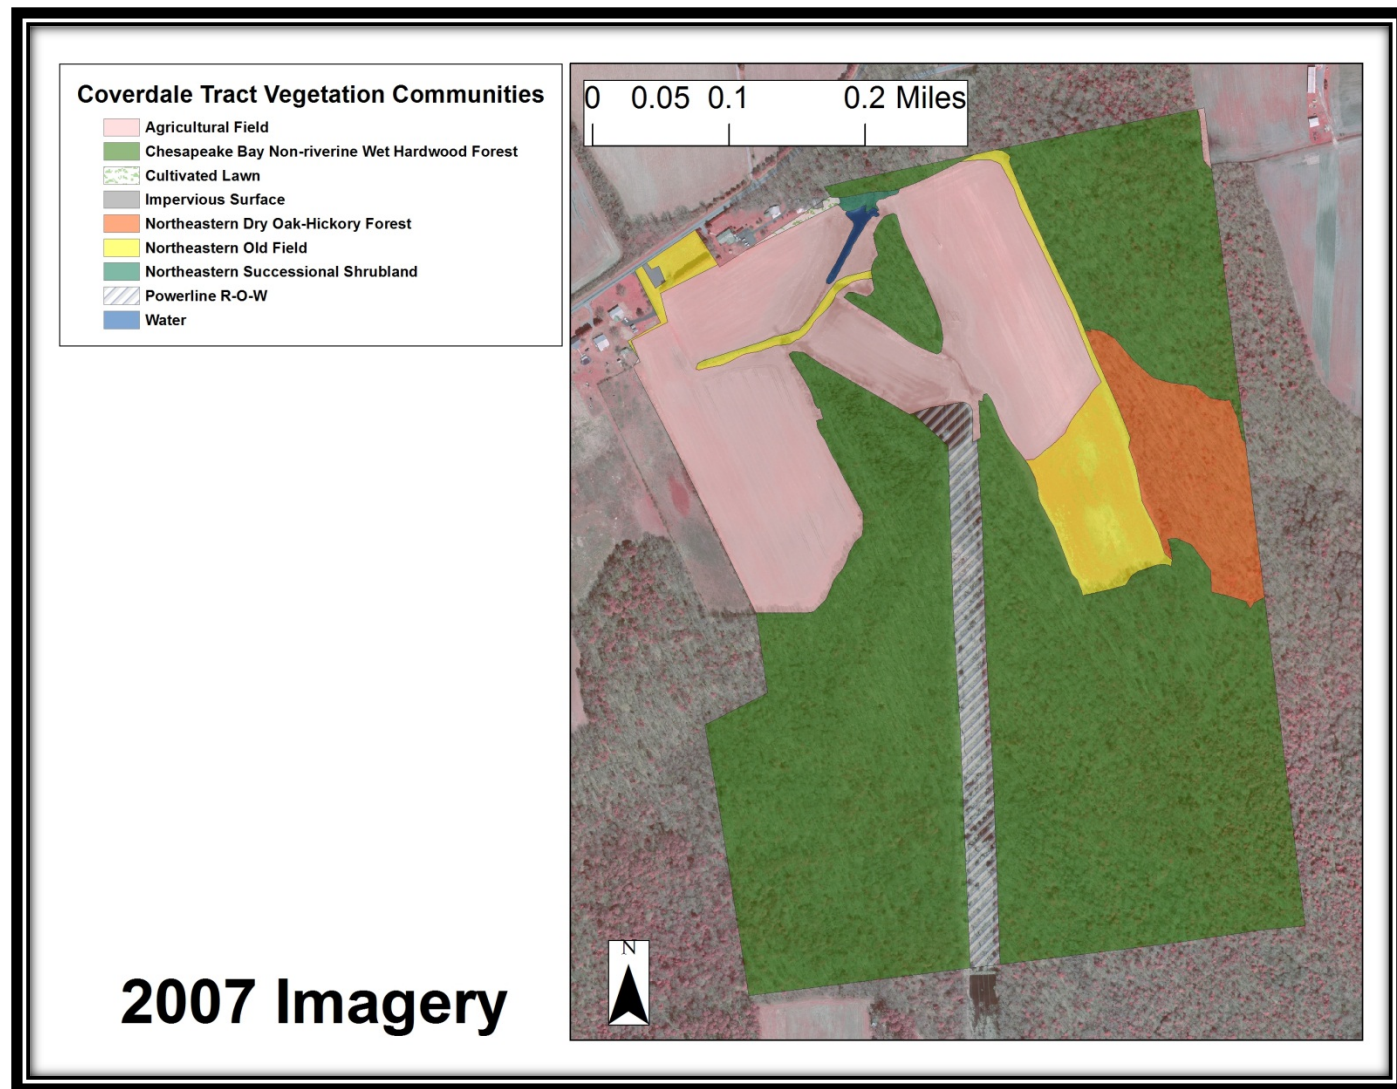 Coverdale Tract Vegetation Communities
Agricultural Field
Chesapeake Bay Non-riverine Wet Hardwood Forest
Cultivated Lawn
Impervious Surface
Northeastern Dry Oak-Hickory Forest
Northeastern Old Field
Northeastern Successional Shrubland
Powerline R-O-W
Water
0 0.05 0.1 0.2 Miles
N
2007 Imagery